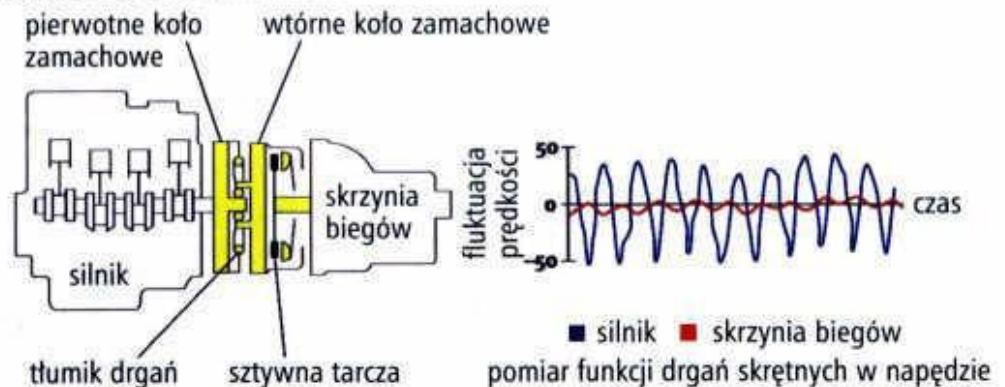 pierwotne koło
zamachowe
wtórne koło zamachowe
silnik
skrzynia
biegów
tłumik drgań
sztywna tarcza
fluktuacja
prędkości
50
0
-50
czas
silnik
skrzynia biegów
pomiar funkcji drgań skrętnych w napędzie